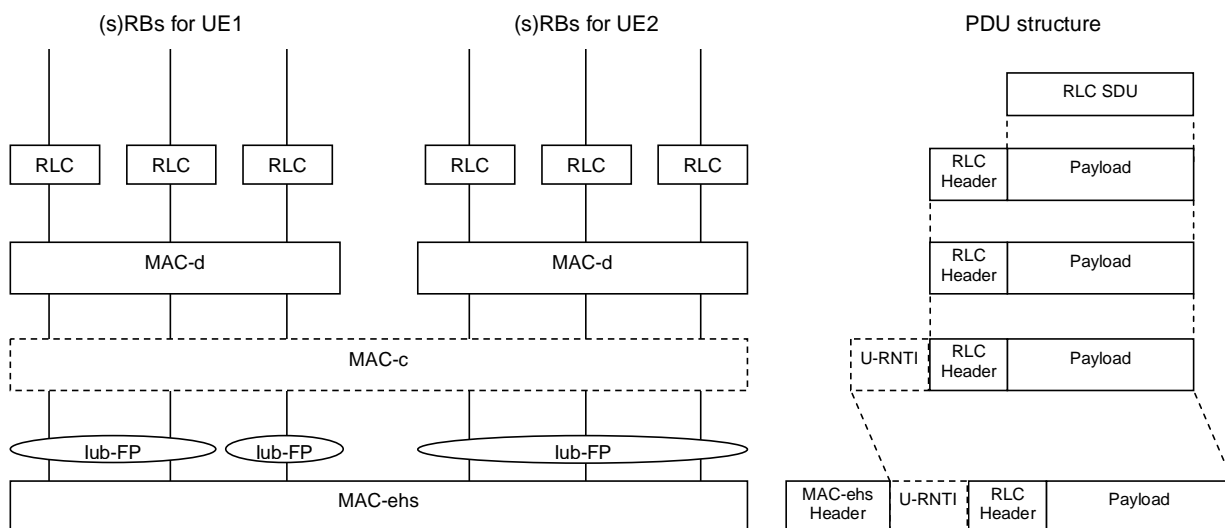 (s)RBs for UE1
(s)RBs for UE2
PDU structure
RLC SDU
RLC
RLC
RLC
RLC
RLC
RLC
RLC
Header
Payload
MAC-d
MAC-d
RLC
Header
Payload
MAC-c
U-RNTI
RLC
Header
Payload
Iub-FP
Iub-FP
Iub-FP
MAC-ehs
MAC-ehs
Header
U-RNTI
RLC
Header
Payload